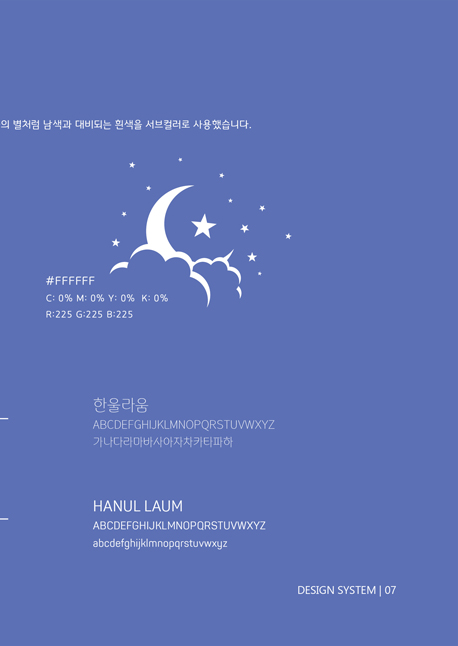 의 별처럼 남색과 대비되는 흰색을 서브컬러로 사용했습니다.
#FFFFFF
C: 0% M: 0% Y: 0% K: 0%
R:225 G:225 B:225
한울라움
ABCDEFGHIJKLMNOPQRSTUVWXYZ
가나다라마바사아자차카타파하
HANUL LAUM
ABCDEFGHIJKLMNOPQRSTUVWXYZ
abcdefghijklmnopqrstuvwxyz
DESIGN SYSTEM | 07